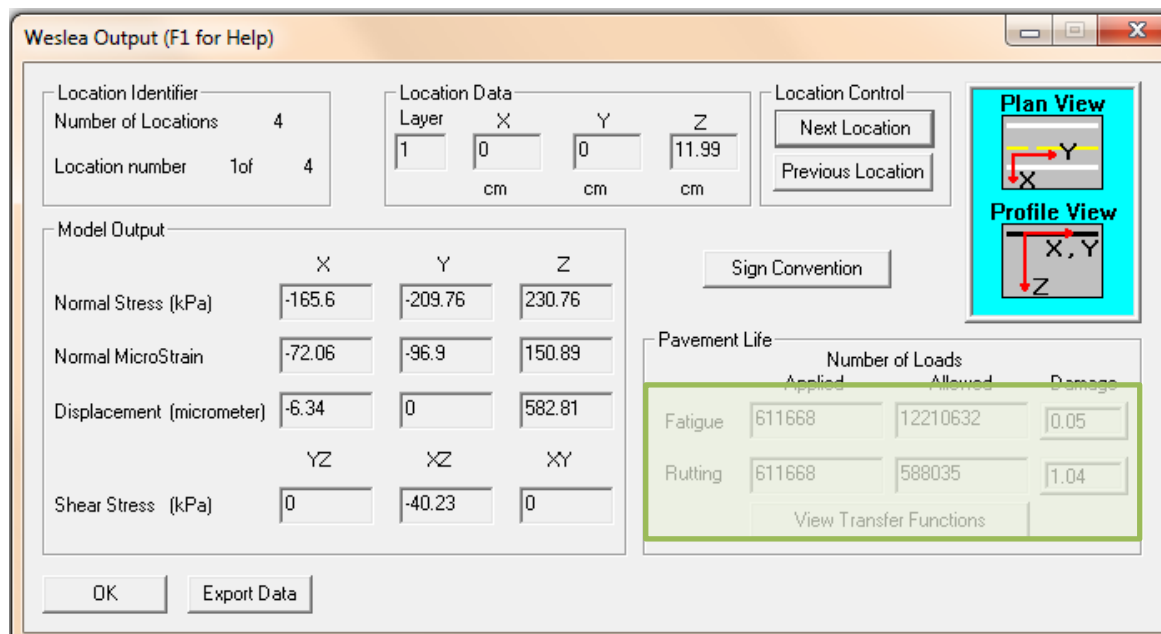 Weslea Output (F1 for Help)
Location Identifier
Number of Locations 4
Location number 1of 4
Location Data
Layer X Y Z
1 0 0 11.99
cm cm cm
Location Control
Next Location
Previous Location
Plan View
Y
X
Profile View
X, Y
Z
Model Output
X Y Z
Normal Stress (kPa) -165.6 -209.76 230.76
Normal MicroStrain -72.06 -96.9 150.89
Displacement (micrometer) -6.34 0 582.81
YZ XZ XY
Shear Stress (kPa) 0 -40.23 0
Sign Convention
Pavement Life
Number of Loads
Applied Allowed Damage
Fatigue 611668 12210632 0.05
Rutting 611668 588035 1.04
View Transfer Functions
OK Export Data